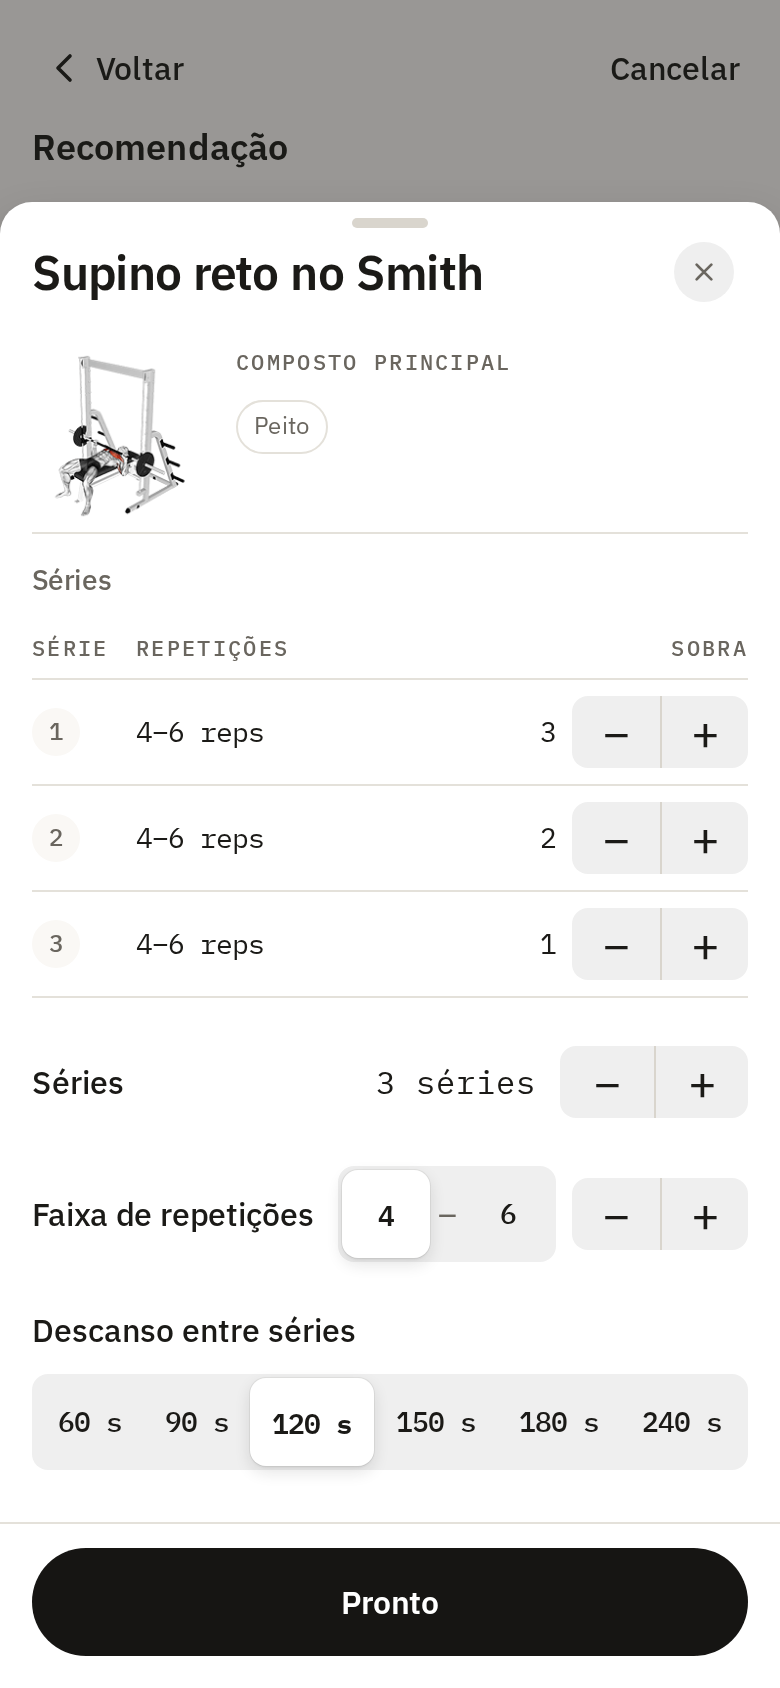 Voltar
Cancelar
Recomendação
Supino reto no Smith
COMPOSTO PRINCIPAL
Peito
Séries
SÉRIE REPETIÇÕES SOBRA
1 4–6 reps 3 − +
2 4–6 reps 2 − +
3 4–6 reps 1 − +
Séries 3 séries − +
Faixa de repetições 4 – 6 − +
Descanso entre séries
60 s 90 s 120 s 150 s 180 s 240 s
Pronto